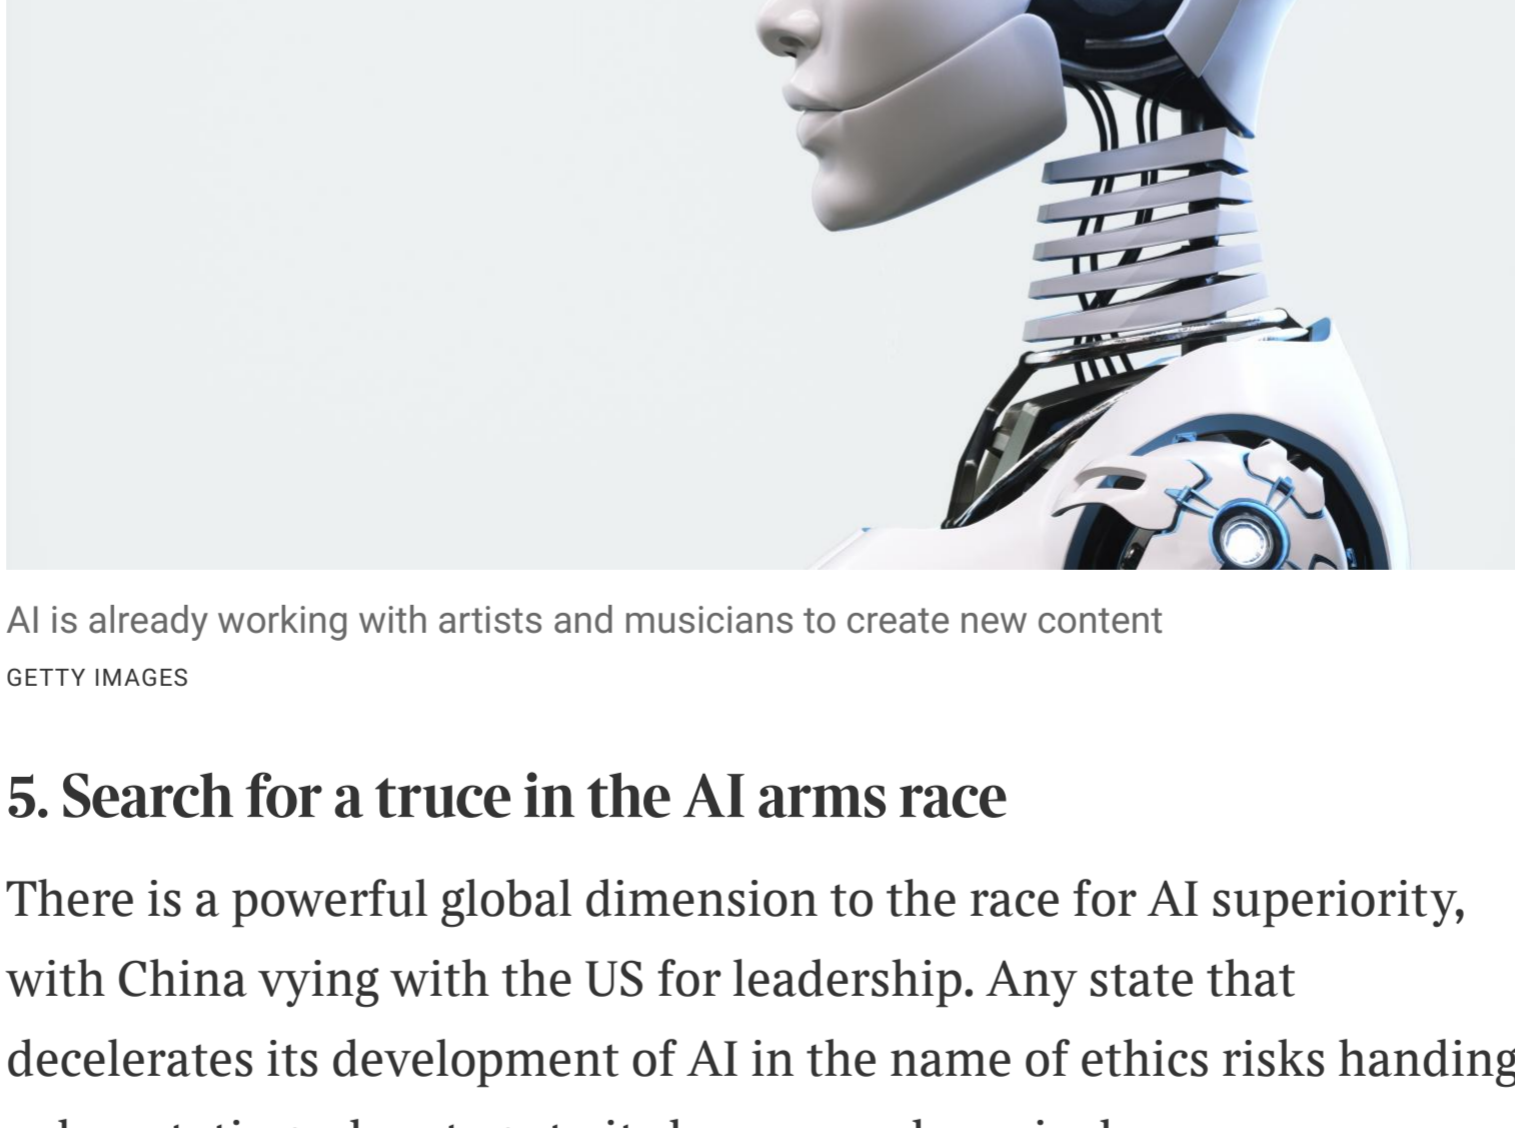 AI is already working with artists and musicians to create new content
GETTY IMAGES
5. Search for a truce in the AI arms race
There is a powerful global dimension to the race for AI superiority,
with China vying with the US for leadership. Any state that
decelerates its development of AI in the name of ethics risks handing